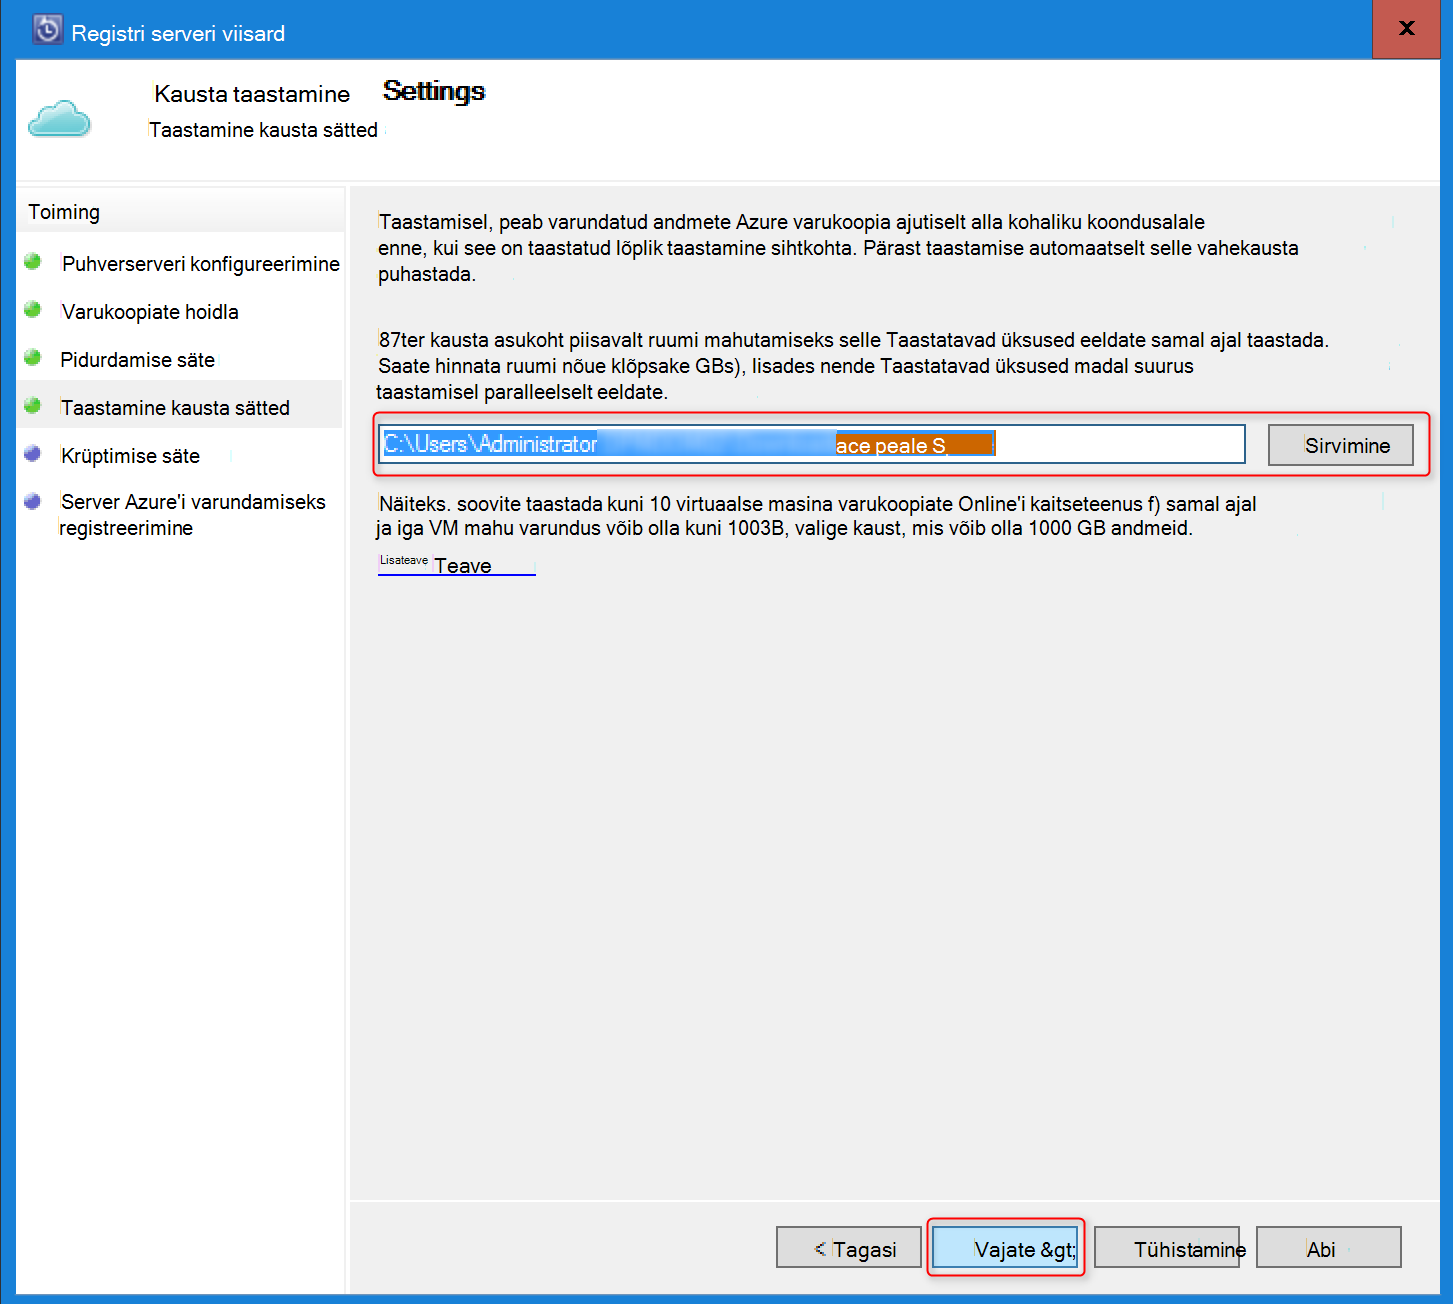 Registri serveri viisard
x
Kausta taastamine Settings
Taastamine kausta sätted
Toiming
Puhverserveri konfigureerimine
Varukoopiate hoidla
Pidurdamise säte
Taastamine kausta sätted
Krüptimise säte
Server Azure'i varundamiseks
registreerimine
Taastamisel, peab varundatud andmete Azure varukoopia ajutiselt alla kohaliku koondusalale
enne, kui see on taastatud lõplik taastamine sihtkohta. Pärast taastamise automaatselt selle vahekausta
puhastada.
87ter kausta asukoht piisavalt ruumi mahutamiseks selle Taastatavad üksused eeldate samal ajal taastada.
Saate hinnata ruumi nõue klõpsake GBs), lisades nende Taastatavad üksused madal suurus
taastamisel paralleelselt eeldate.
C:\Users\Administrator ace peale S
Sirvimine
Näiteks. soovite taastada kuni 10 virtuaalse masina varukoopiate Online'i kaitseteenus f) samal ajal
ja iga VM mahu varundus võib olla kuni 1003B, valige kaust, mis võib olla 1000 GB andmeid.
Lisateave Teave
< Tagasi
Vajate &gt;
Tühistamine
Abi